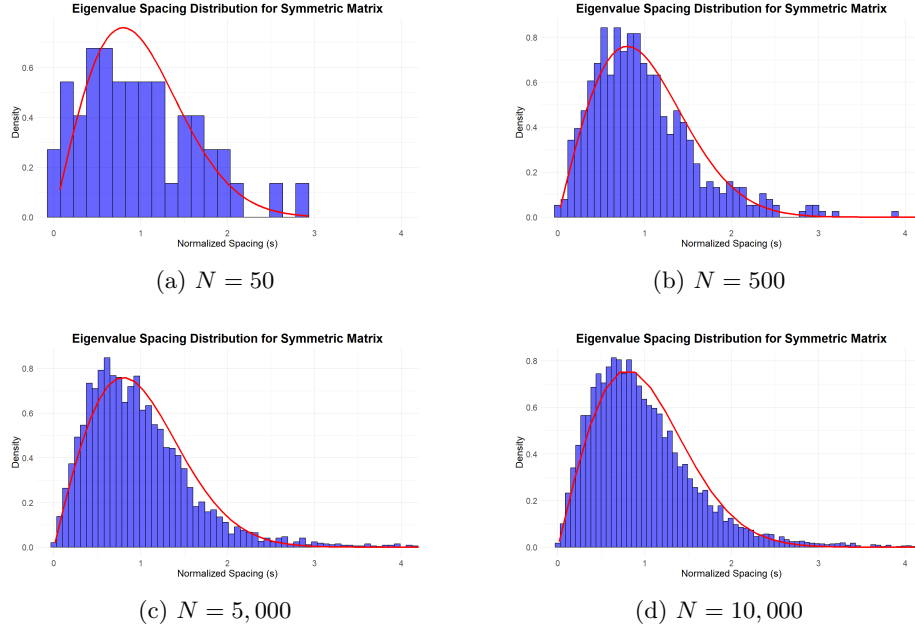 Eigenvalue Spacing Distribution for Symmetric Matrix
Density
0.6
0.4
0.2
0.0
0 1 2 3 4
Normalized Spacing (s)
(a) N = 50
Eigenvalue Spacing Distribution for Symmetric Matrix
Density
0.8
0.6
0.4
0.2
0.0
0 1 2 3 4
Normalized Spacing (s)
(b) N = 500
Eigenvalue Spacing Distribution for Symmetric Matrix
Density
0.8
0.6
0.4
0.2
0.0
0 1 2 3 4
Normalized Spacing (s)
(c) N = 5,000
Eigenvalue Spacing Distribution for Symmetric Matrix
Density
0.8
0.6
0.4
0.2
0.0
0 1 2 3 4
Normalized Spacing (s)
(d) N = 10,000